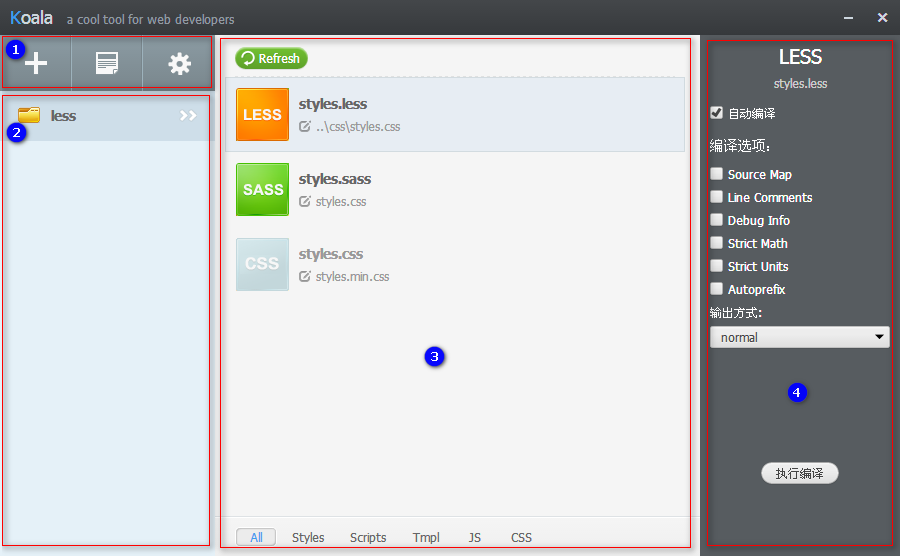 Koala a cool tool for web developers
1
2
less
Refresh
LESS
styles.less
..\css\styles.css
SASS
styles.sass
styles.css
CSS
styles.css
styles.min.css
3
All Styles Scripts Tmpl JS CSS
LESS
styles.less
自动编译
编译选项:
Source Map
Line Comments
Debug Info
Strict Math
Strict Units
Autoprefix
输出方式:
normal
4
执行编译